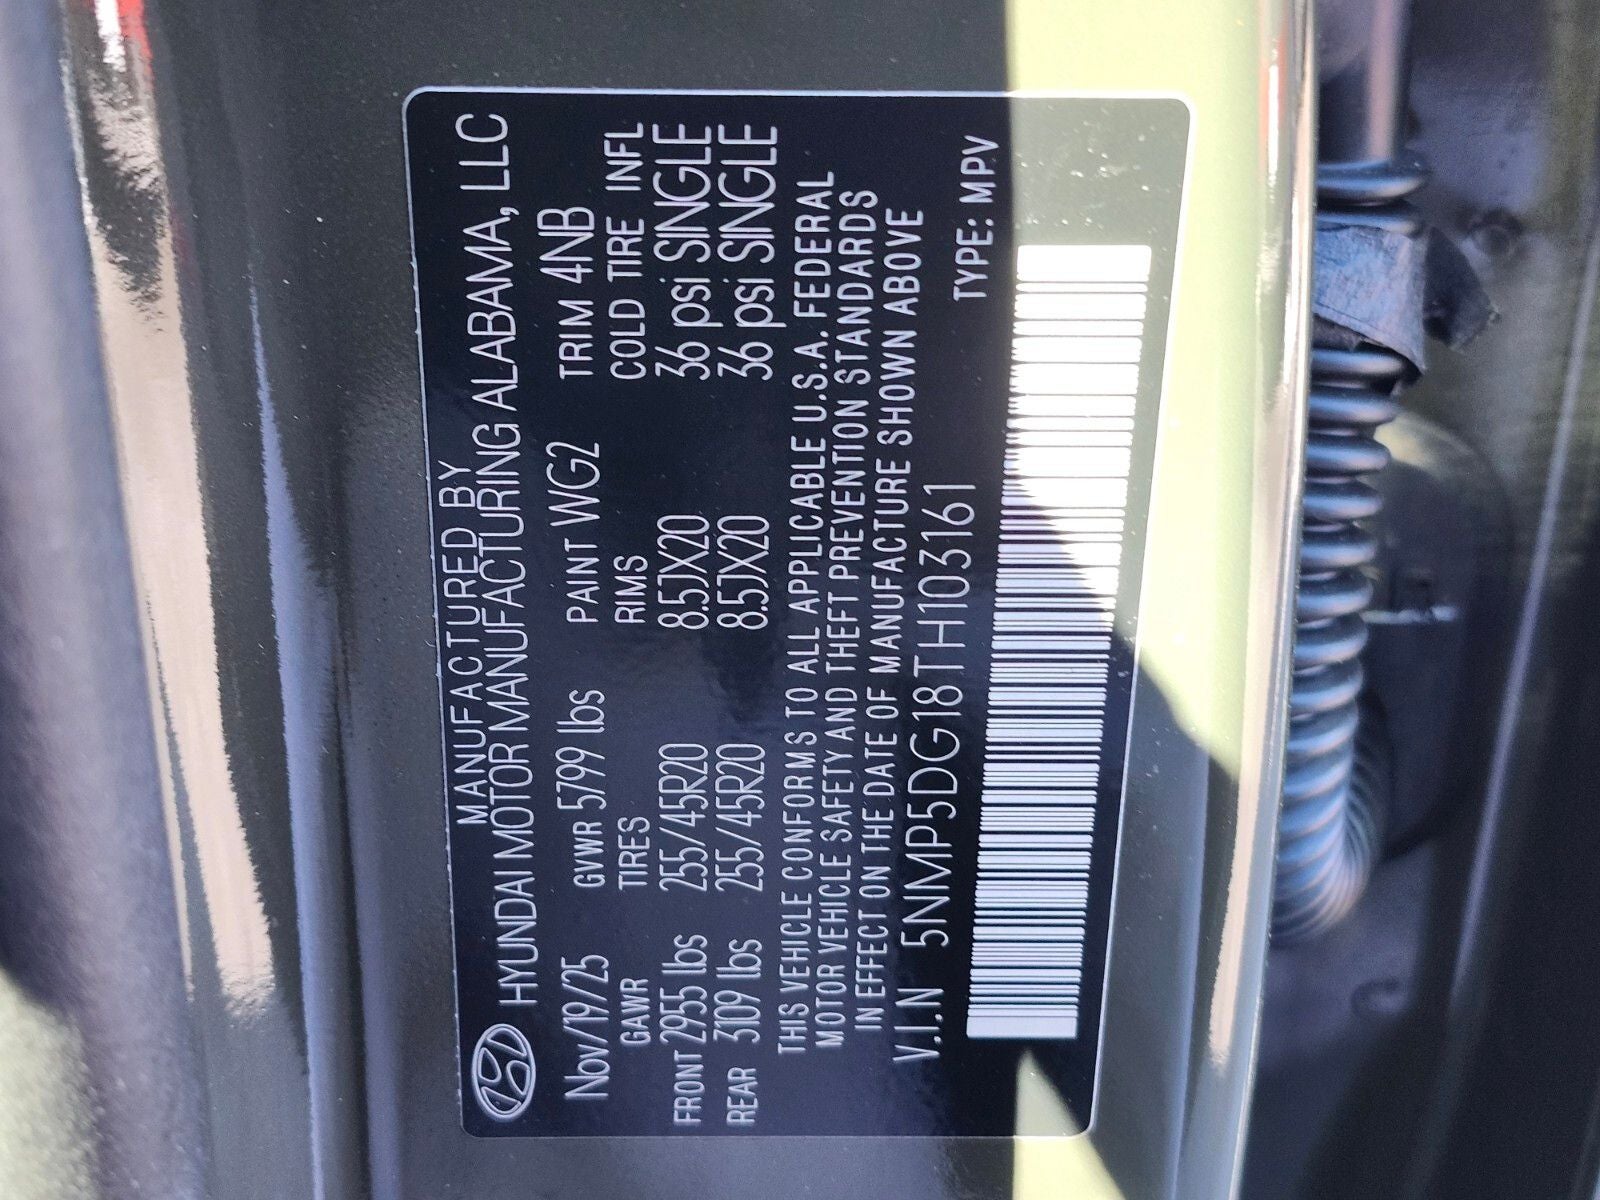 MANUFACTURED BY
HYUNDAI MOTOR MANUFACTURING ALABAMA, LLC
Nov/19/25 GVWR 5799 lbs PAINT WG2 TRIM 4NB
GAWR TIRES RIMS COLD TIRE INFL
FRONT 2955 lbs 255/45R20 8.5JX20 36 psi SINGLE
REAR 3109 lbs 255/45R20 8.5JX20 36 psi SINGLE
THIS VEHICLE CONFORMS TO ALL APPLICABLE U.S.A. FEDERAL
MOTOR VEHICLE SAFETY AND THEFT PREVENTION STANDARDS
IN EFFECT ON THE DATE OF MANUFACTURE SHOWN ABOVE
V.I.N 5NMP5DG18TH103161 TYPE: MPV